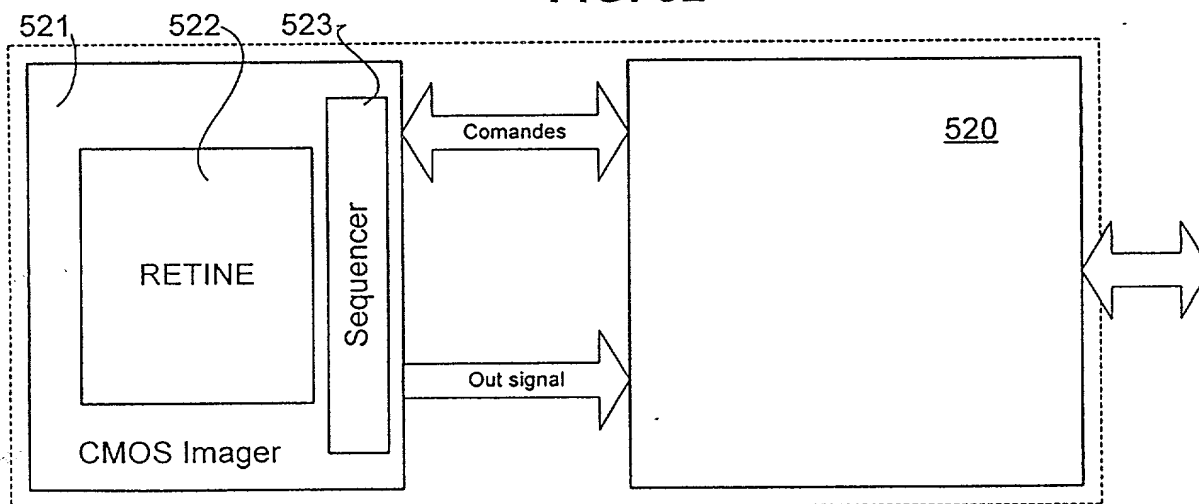 521
522
523
Comandes
520
RETINE
Sequencer
Out signal
CMOS Imager